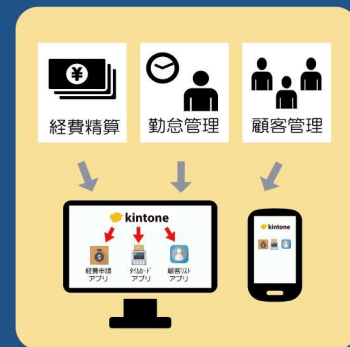 経費精算
勤怠管理
顧客管理
kintone
経費申請
アプリ
タイムカード
アプリ
顧客リスト
アプリ
kintone